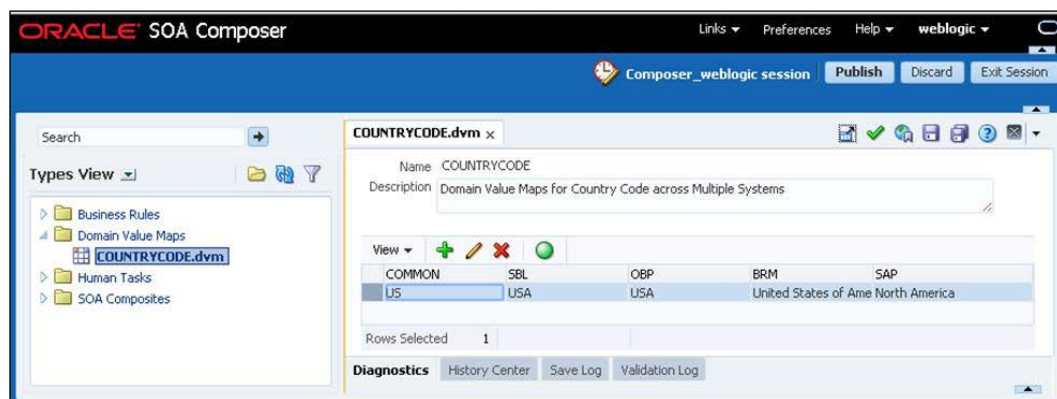 ORACLE SOA Composer Links Preferences Help weblogic
Composer_weblogic session Publish Discard Exit Session
Search
Types View
Business Rules
Domain Value Maps
COUNTRYCODE.dvm
Human Tasks
SOA Composites
COUNTRYCODE.dvm
Name COUNTRYCODE
Description Domain Value Maps for Country Code across Multiple Systems
View
COMMON SBL OBP BRM SAP
US USA USA United States of Ame North America
Rows Selected 1
Diagnostics History Center Save Log Validation Log